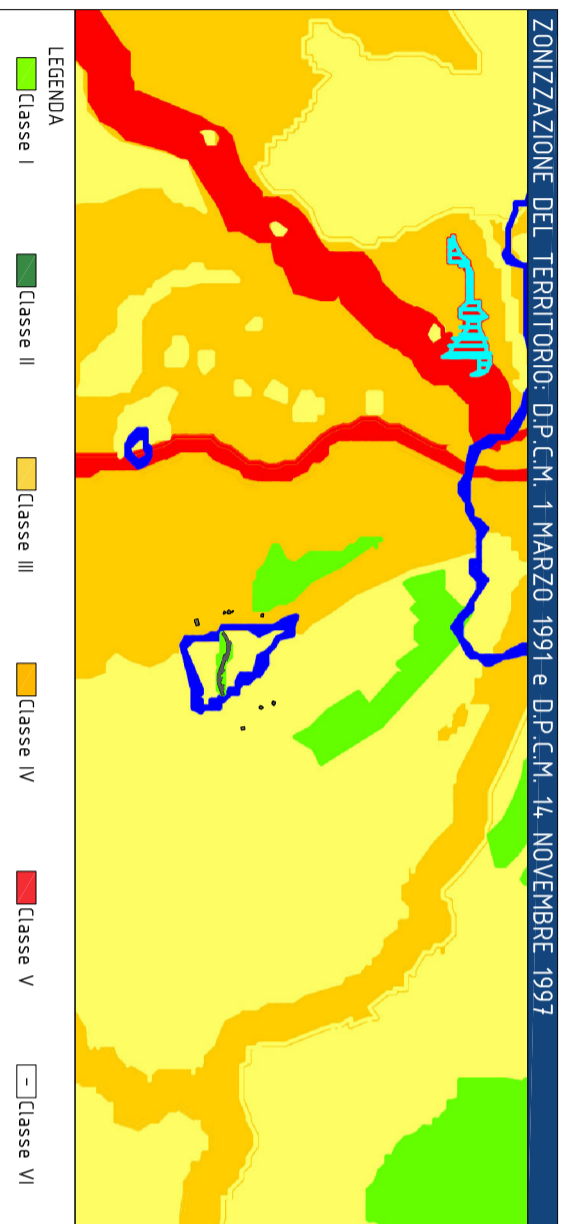 ZONIZZAZIONE DEL TERRITORIO: D.P.C.M. 1 MARZO 1991 e D.P.C.M. 14 NOVEMBRE 1997
LEGENDA
Classe I
Classe II
Classe III
Classe IV
Classe V
- Classe VI